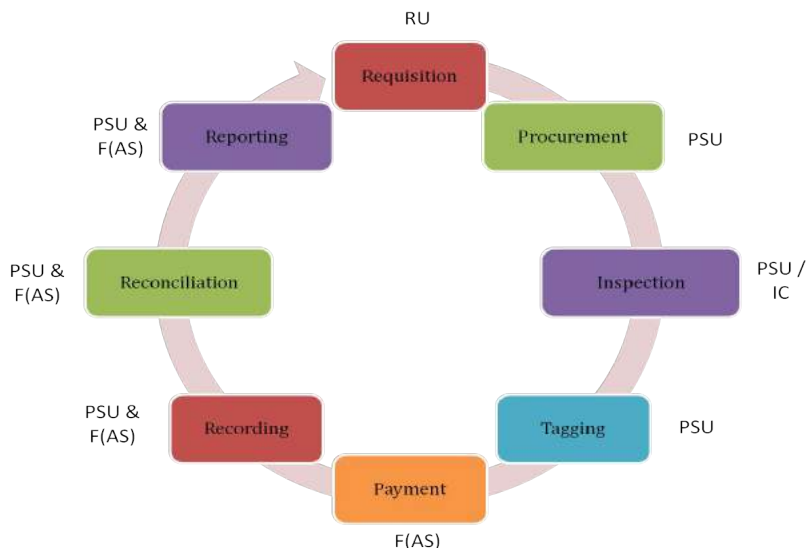 RU
Requisition
Procurement
PSU
Inspection
PSU /
IC
Tagging
PSU
Payment
F(AS)
Recording
PSU &
F(AS)
Reconciliation
PSU &
F(AS)
Reporting
PSU &
F(AS)